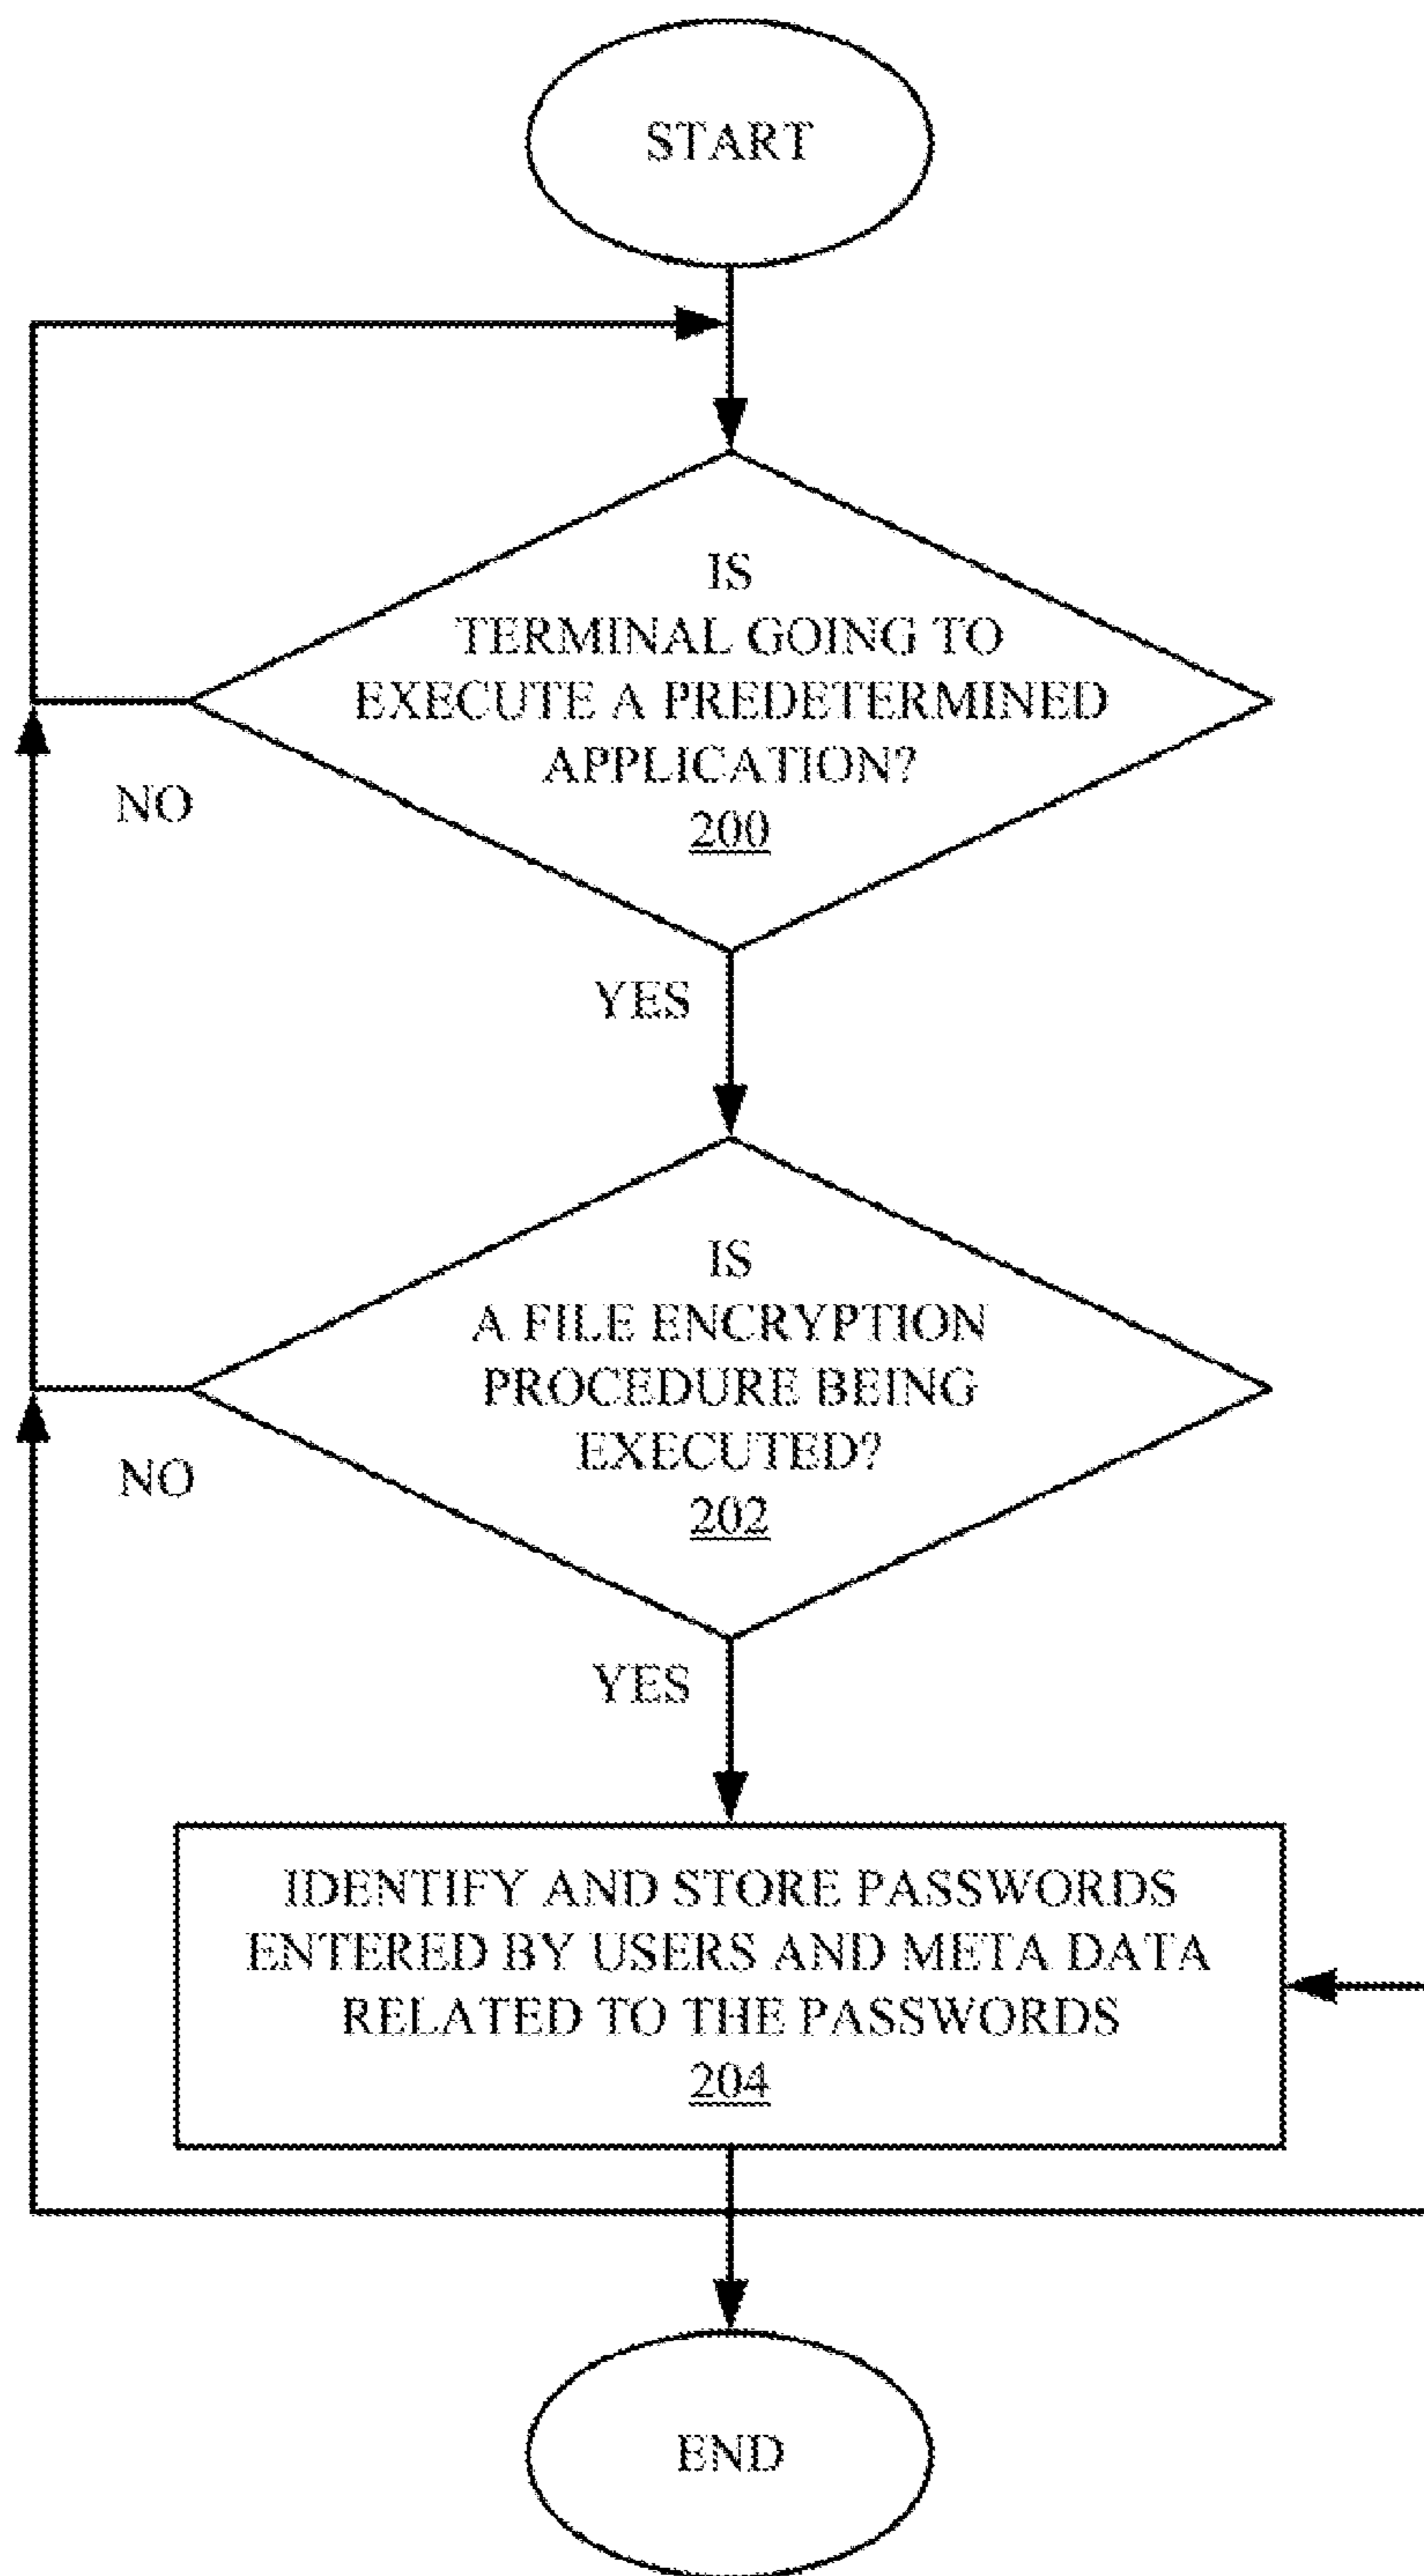 START
IS
TERMINAL GOING TO
EXECUTE A PREDETERMINED
APPLICATION?
200
NO
YES
IS
A FILE ENCRYPTION
PROCEDURE BEING
EXECUTED?
202
NO
YES
IDENTIFY AND STORE PASSWORDS
ENTERED BY USERS AND META DATA
RELATED TO THE PASSWORDS
204
END